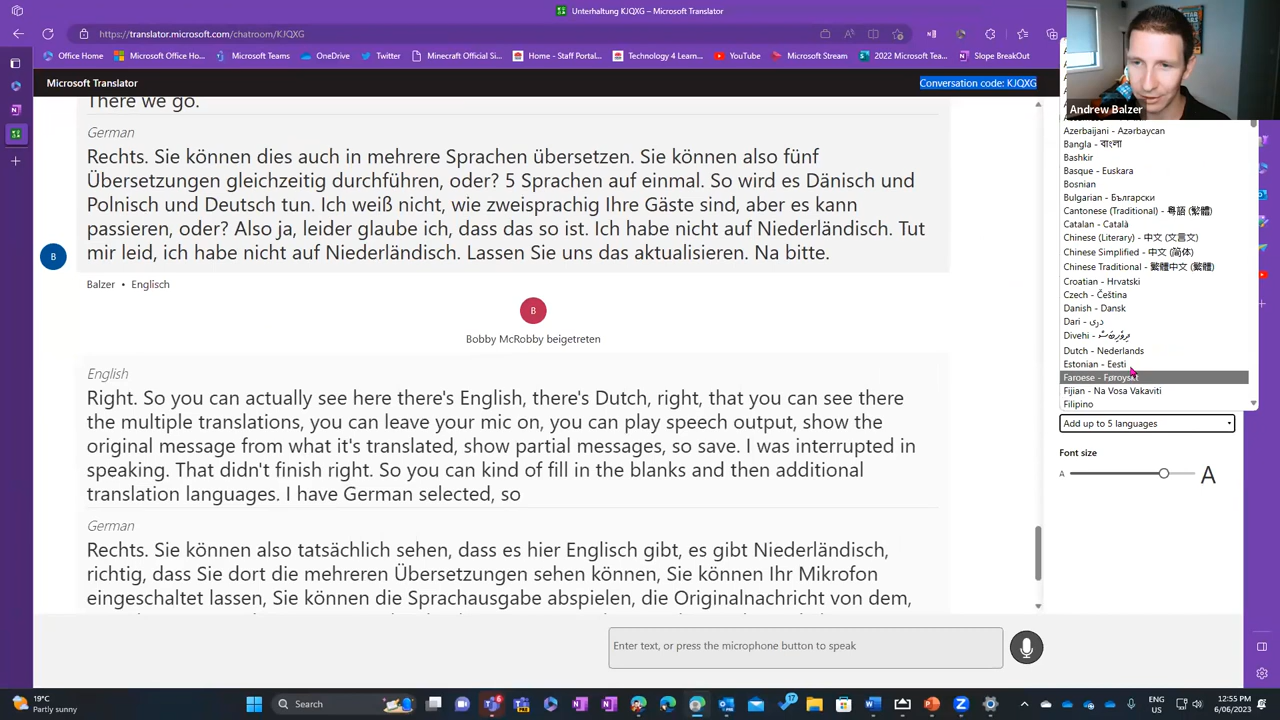 Unterhaltung KJQXG – Microsoft Translator
https://translator.microsoft.com/chatroom/KJQXG
Office Home
Microsoft Office Ho...
Microsoft Teams
OneDrive
Twitter
Minecraft Official Si...
Home - Staff Portal...
Technology 4 Learn...
YouTube
Microsoft Stream
2022 Microsoft Tea...
Slope BreakOut
Microsoft Translator
Conversation code: KJQXG
Andrew Balzer
There we go.
German
Rechts. Sie können dies auch in mehrere Sprachen übersetzen. Sie können also fünf
Übersetzungen gleichzeitig durchführen, oder? 5 Sprachen auf einmal. So wird es Dänisch und
Polnisch und Deutsch tun. Ich weiß nicht, wie zweisprachig Ihre Gäste sind, aber es kann
passieren, oder? Also ja, leider glaube ich, dass das so ist. Ich habe nicht auf Niederländisch. Tut
mir leid, ich habe nicht auf Niederländisch. Lassen Sie uns das aktualisieren. Na bitte.
B
Balzer • Englisch
B
Bobby McRobby beigetreten
English
Right. So you can actually see here there's English, there's Dutch, right, that you can see there
the multiple translations, you can leave your mic on, you can play speech output, show the
original message from what it's translated, show partial messages, so save. I was interrupted in
speaking. That didn't finish right. So you can kind of fill in the blanks and then additional
translation languages. I have German selected, so
German
Rechts. Sie können also tatsächlich sehen, dass es hier Englisch gibt, es gibt Niederländisch,
richtig, dass Sie dort die mehreren Übersetzungen sehen können, Sie können Ihr Mikrofon
eingeschaltet lassen, Sie können die Sprachausgabe abspielen, die Originalnachricht von dem,
Enter text, or press the microphone button to speak
Azerbaijani - Azərbaycan
Bangla - বাংলা
Bashkir
Basque - Euskara
Bosnian
Bulgarian - Български
Cantonese (Traditional) - 粵語 (繁體)
Catalan - Català
Chinese (Literary) - 中文 (文言文)
Chinese Simplified - 中文 (简体)
Chinese Traditional - 繁體中文 (繁體)
Croatian - Hrvatski
Czech - Čeština
Danish - Dansk
Dari - دری
Divehi - ދިވެހިބަސް
Dutch - Nederlands
Estonian - Eesti
Faroese - Føroyskt
Fijian - Na Vosa Vakaviti
Filipino
Add up to 5 languages
Font size
A
A
19°C
Partly sunny
Search
6
17
ENG
US
12:55 PM
6/06/2023